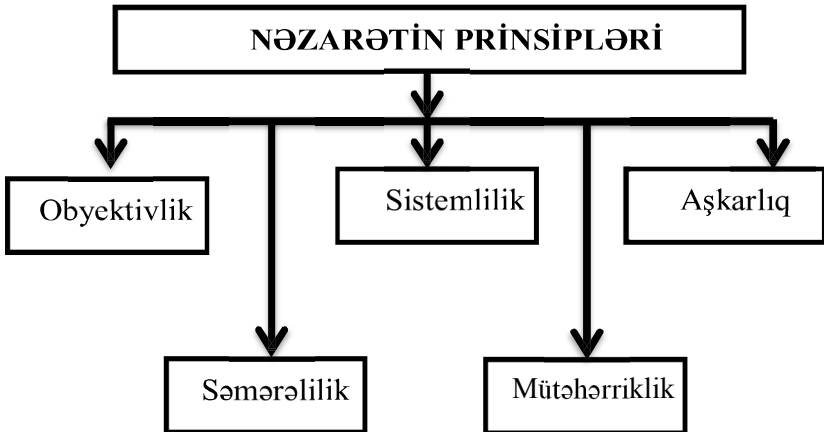 NƏZARƏTİN PRİNSİPLƏRİ
Obyektivlik
Sistemlilik
Aşkarlıq
Səmərəlilik
Mütəhərriklik